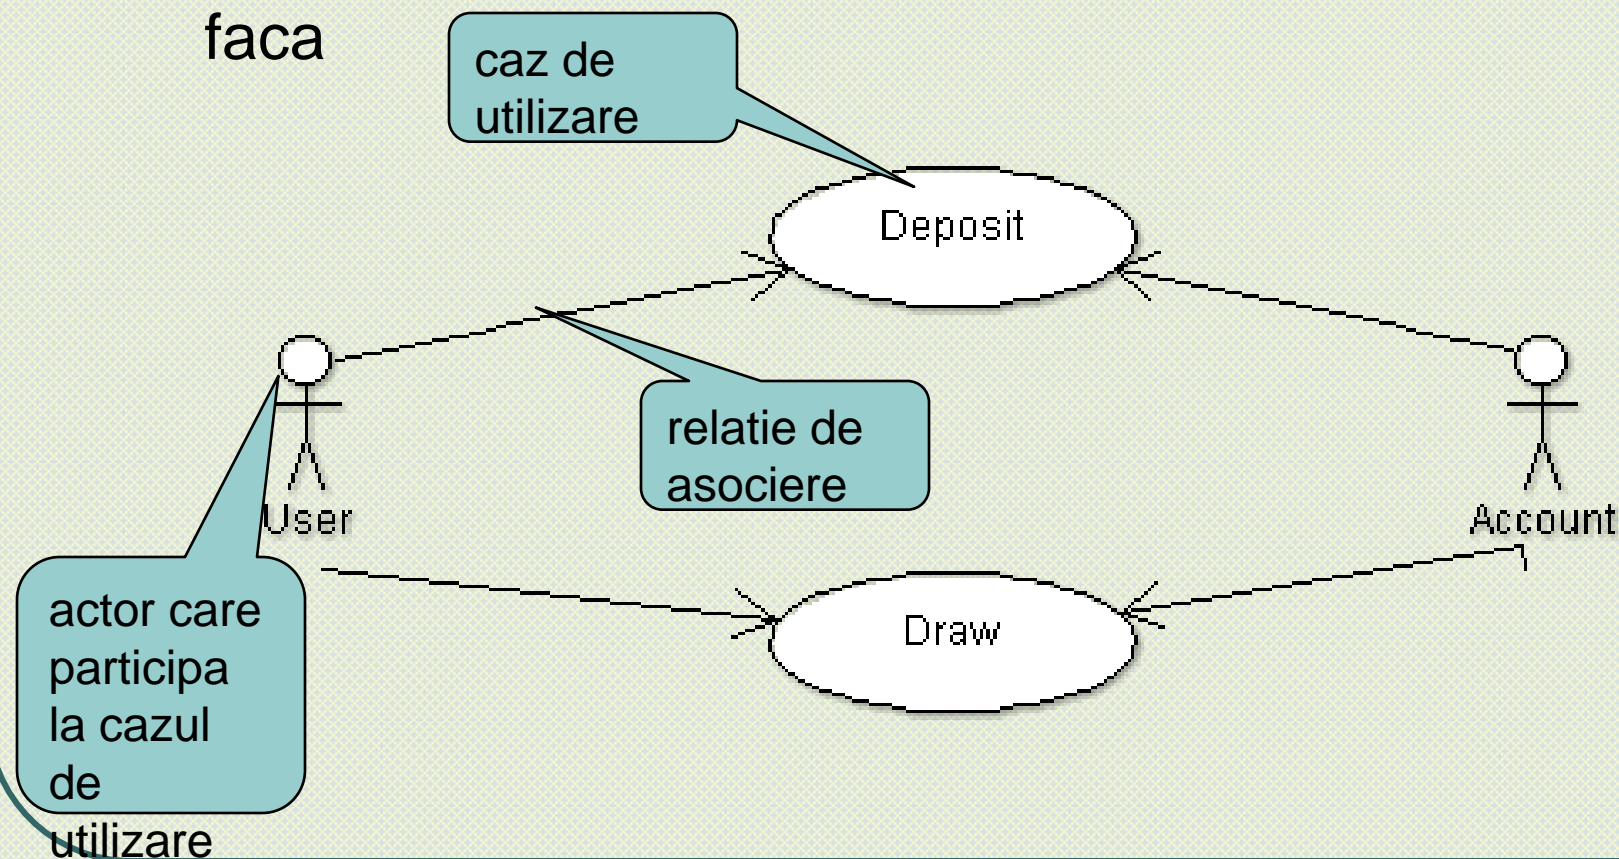 faca
caz de
utilizare
Deposit
relatie de
asociere
User
Account
actor care
participa
la cazul
de
utilizare
Draw